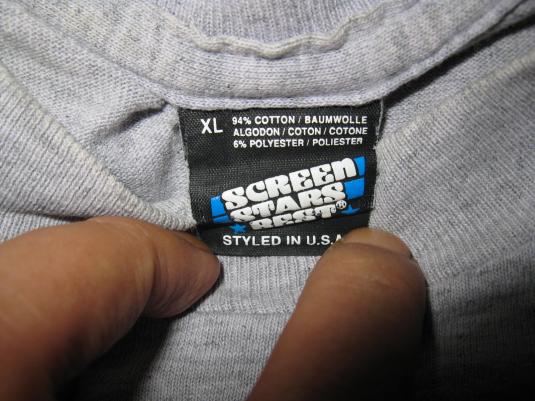 XL 94% COTTON / BAUMWOLLE
ALGODON / COTON / COTONE
6% POLYESTER / POLIESTER
SCREEN
STARS
BEST®
STYLED IN U.S.A